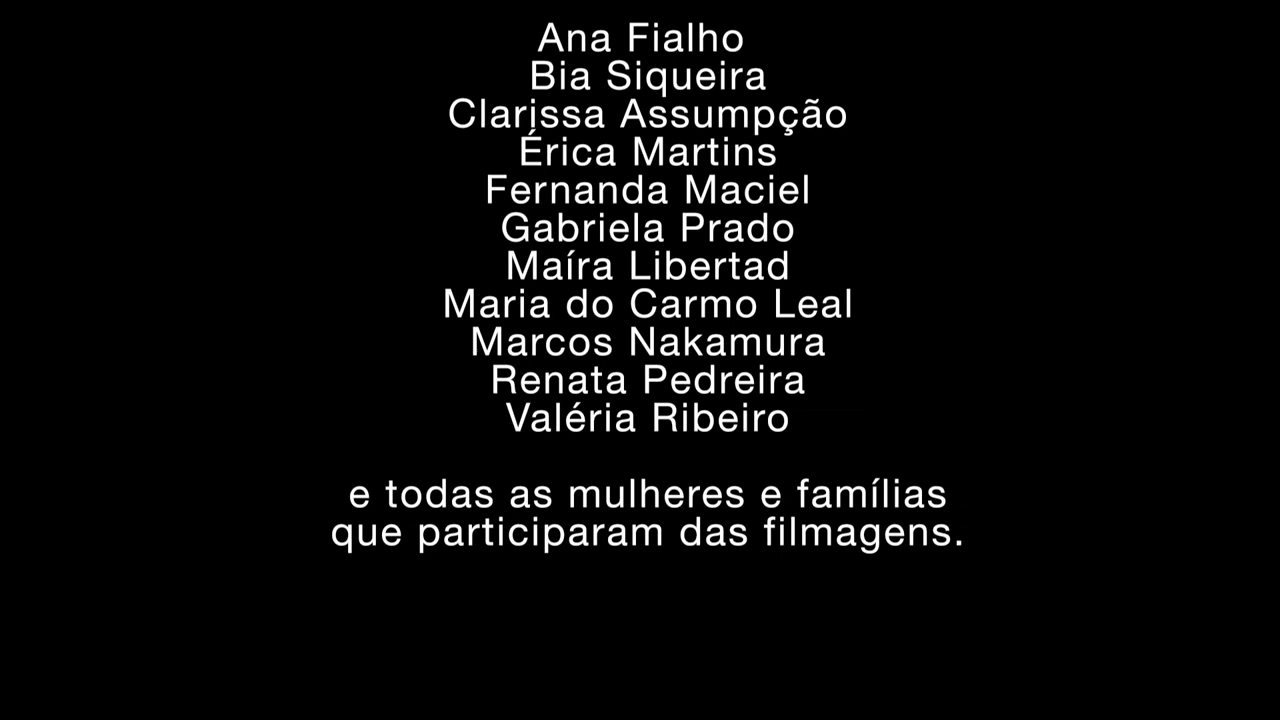 Ana Fialho
Bia Siqueira
Clarissa Assumpção
Érica Martins
Fernanda Maciel
Gabriela Prado
Maíra Libertad
Maria do Carmo Leal
Marcos Nakamura
Renata Pedreira
Valéria Ribeiro
e todas as mulheres e famílias
que participaram das filmagens.